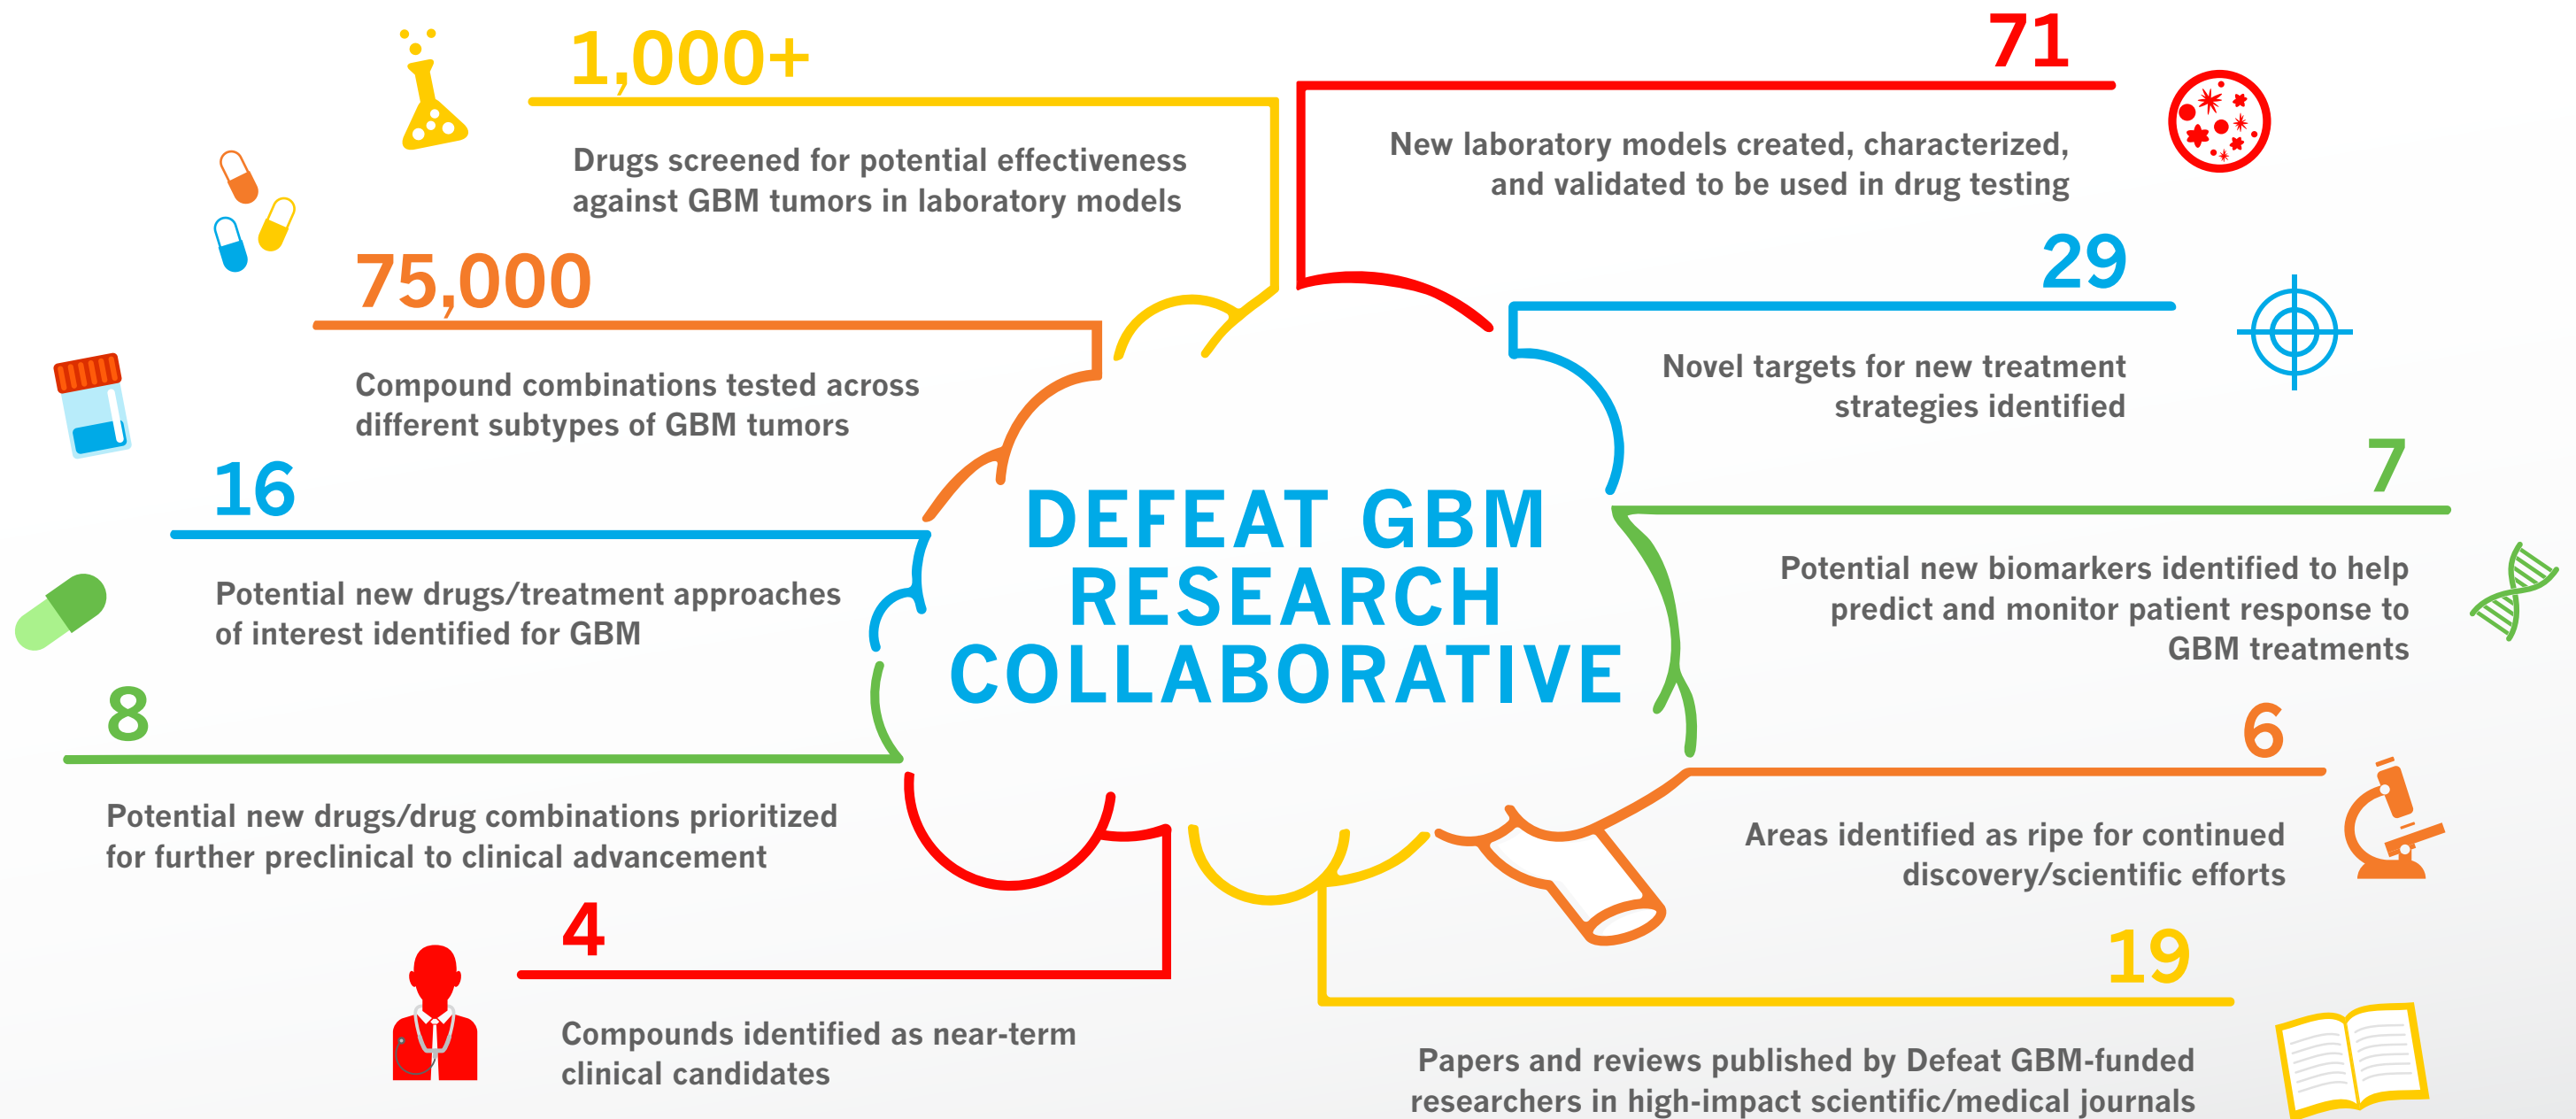 1,000+
Drugs screened for potential effectiveness
against GBM tumors in laboratory models
75,000
Compound combinations tested across
different subtypes of GBM tumors
16
Potential new drugs/treatment approaches
of interest identified for GBM
8
Potential new drugs/drug combinations prioritized
for further preclinical to clinical advancement
4
Compounds identified as near-term
clinical candidates
DEFEAT GBM
RESEARCH
COLLABORATIVE
71
New laboratory models created, characterized,
and validated to be used in drug testing
29
Novel targets for new treatment
strategies identified
7
Potential new biomarkers identified to help
predict and monitor patient response to
GBM treatments
6
Areas identified as ripe for continued
discovery/scientific efforts
19
Papers and reviews published by Defeat GBM-funded
researchers in high-impact scientific/medical journals